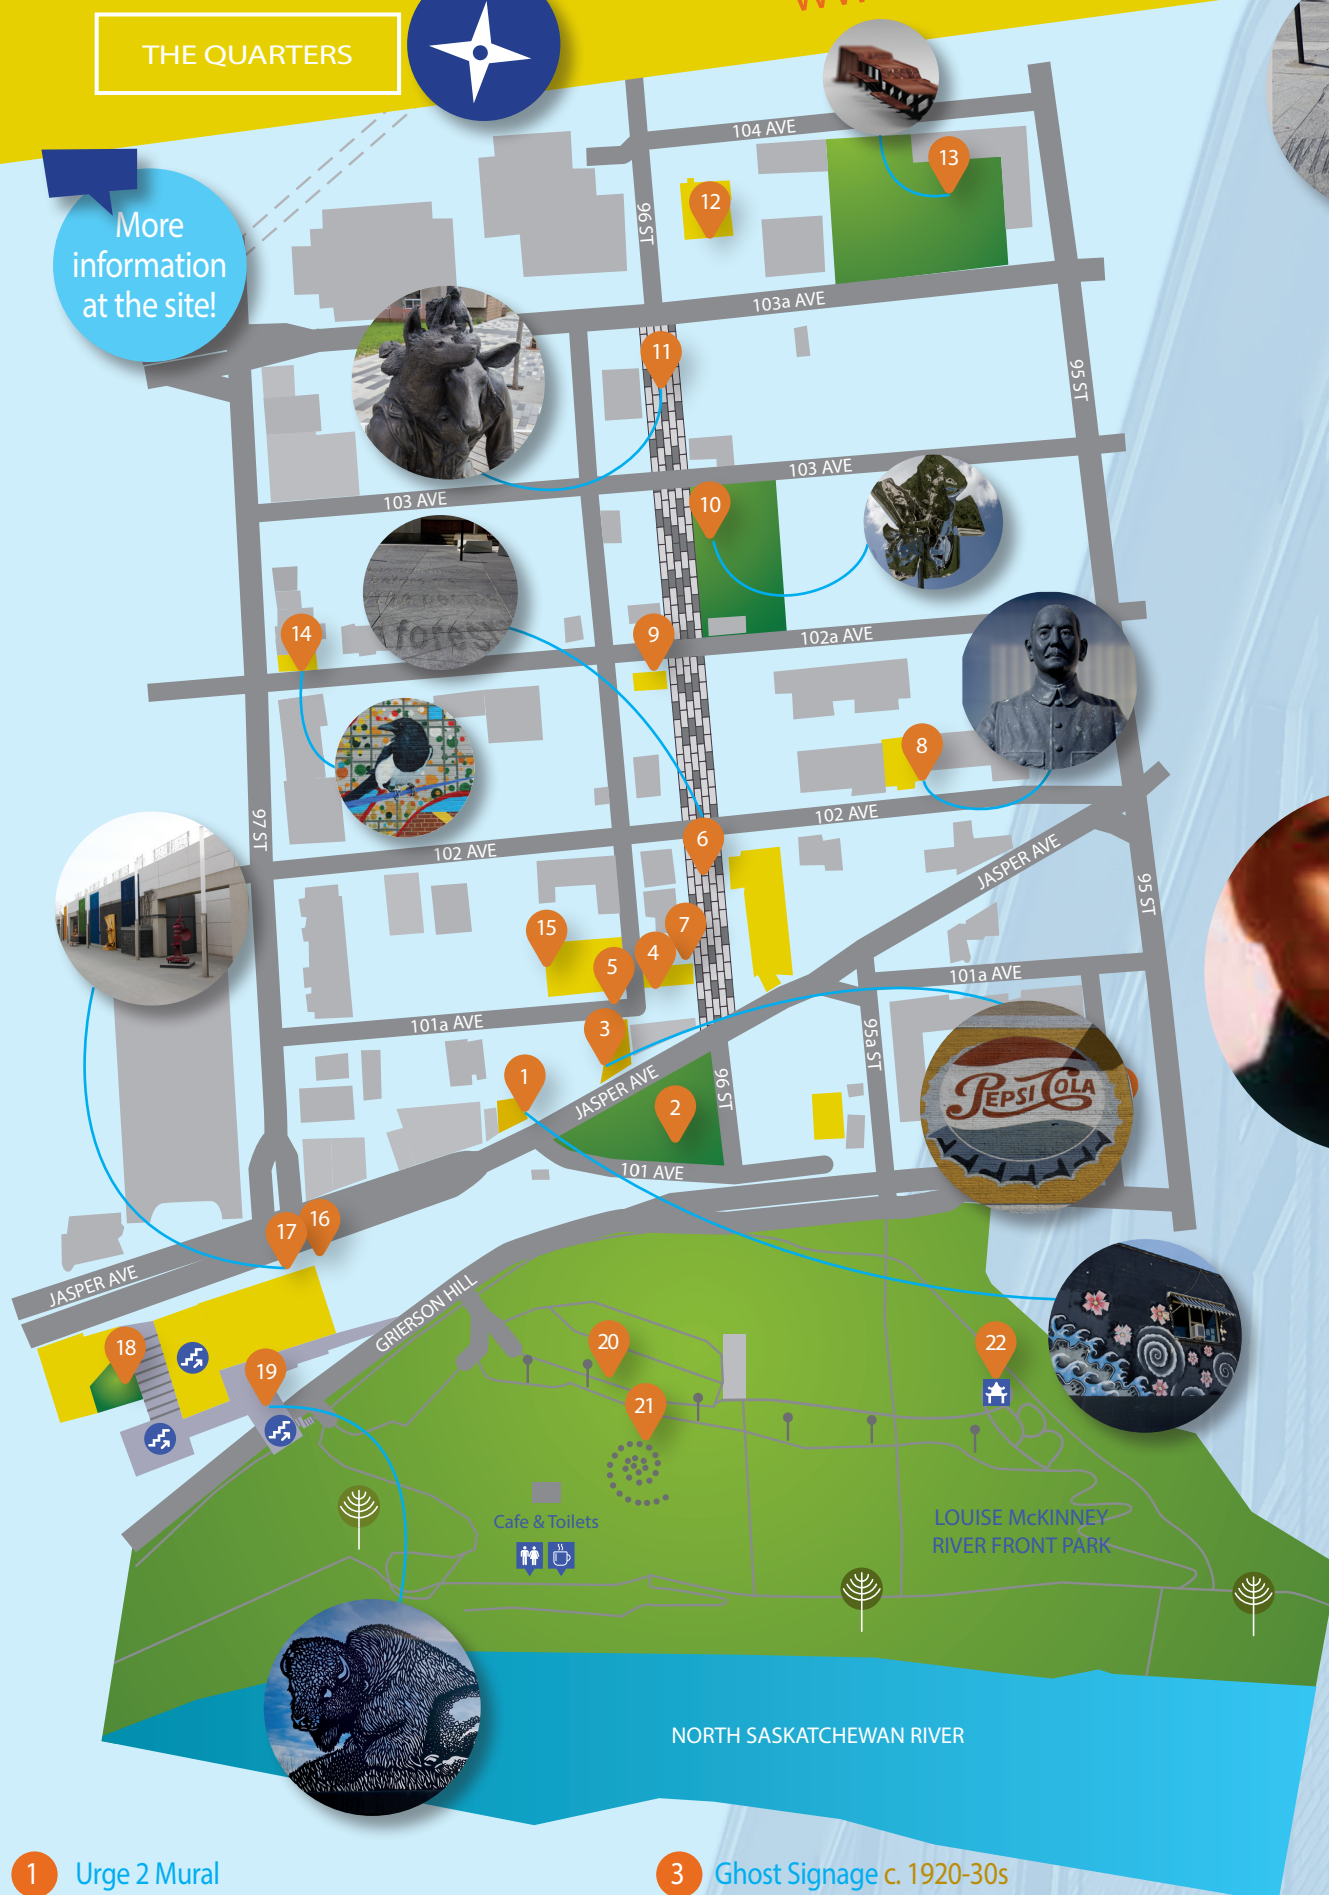 THE QUARTERS
More
information
at the site!
104 AVE
13
12
96 ST
103a AVE
11
95 ST
103 AVE
103 AVE
10
forest
14
9
102a AVE
8
97 ST
102 AVE
102 AVE
6
JASPER AVE
95 ST
15
7
4
5
101a AVE
101a AVE
3
95a ST
1
JASPER AVE
96 ST
2
PEPSI COLA
101 AVE
17
16
JASPER AVE
GRIERSON HILL
18
19
20
22
21
Cafe & Toilets
LOUISE McKINNEY
RIVER FRONT PARK
NORTH SASKATCHEWAN RIVER
1 Urge 2 Mural
3 Ghost Signage c. 1920-30s